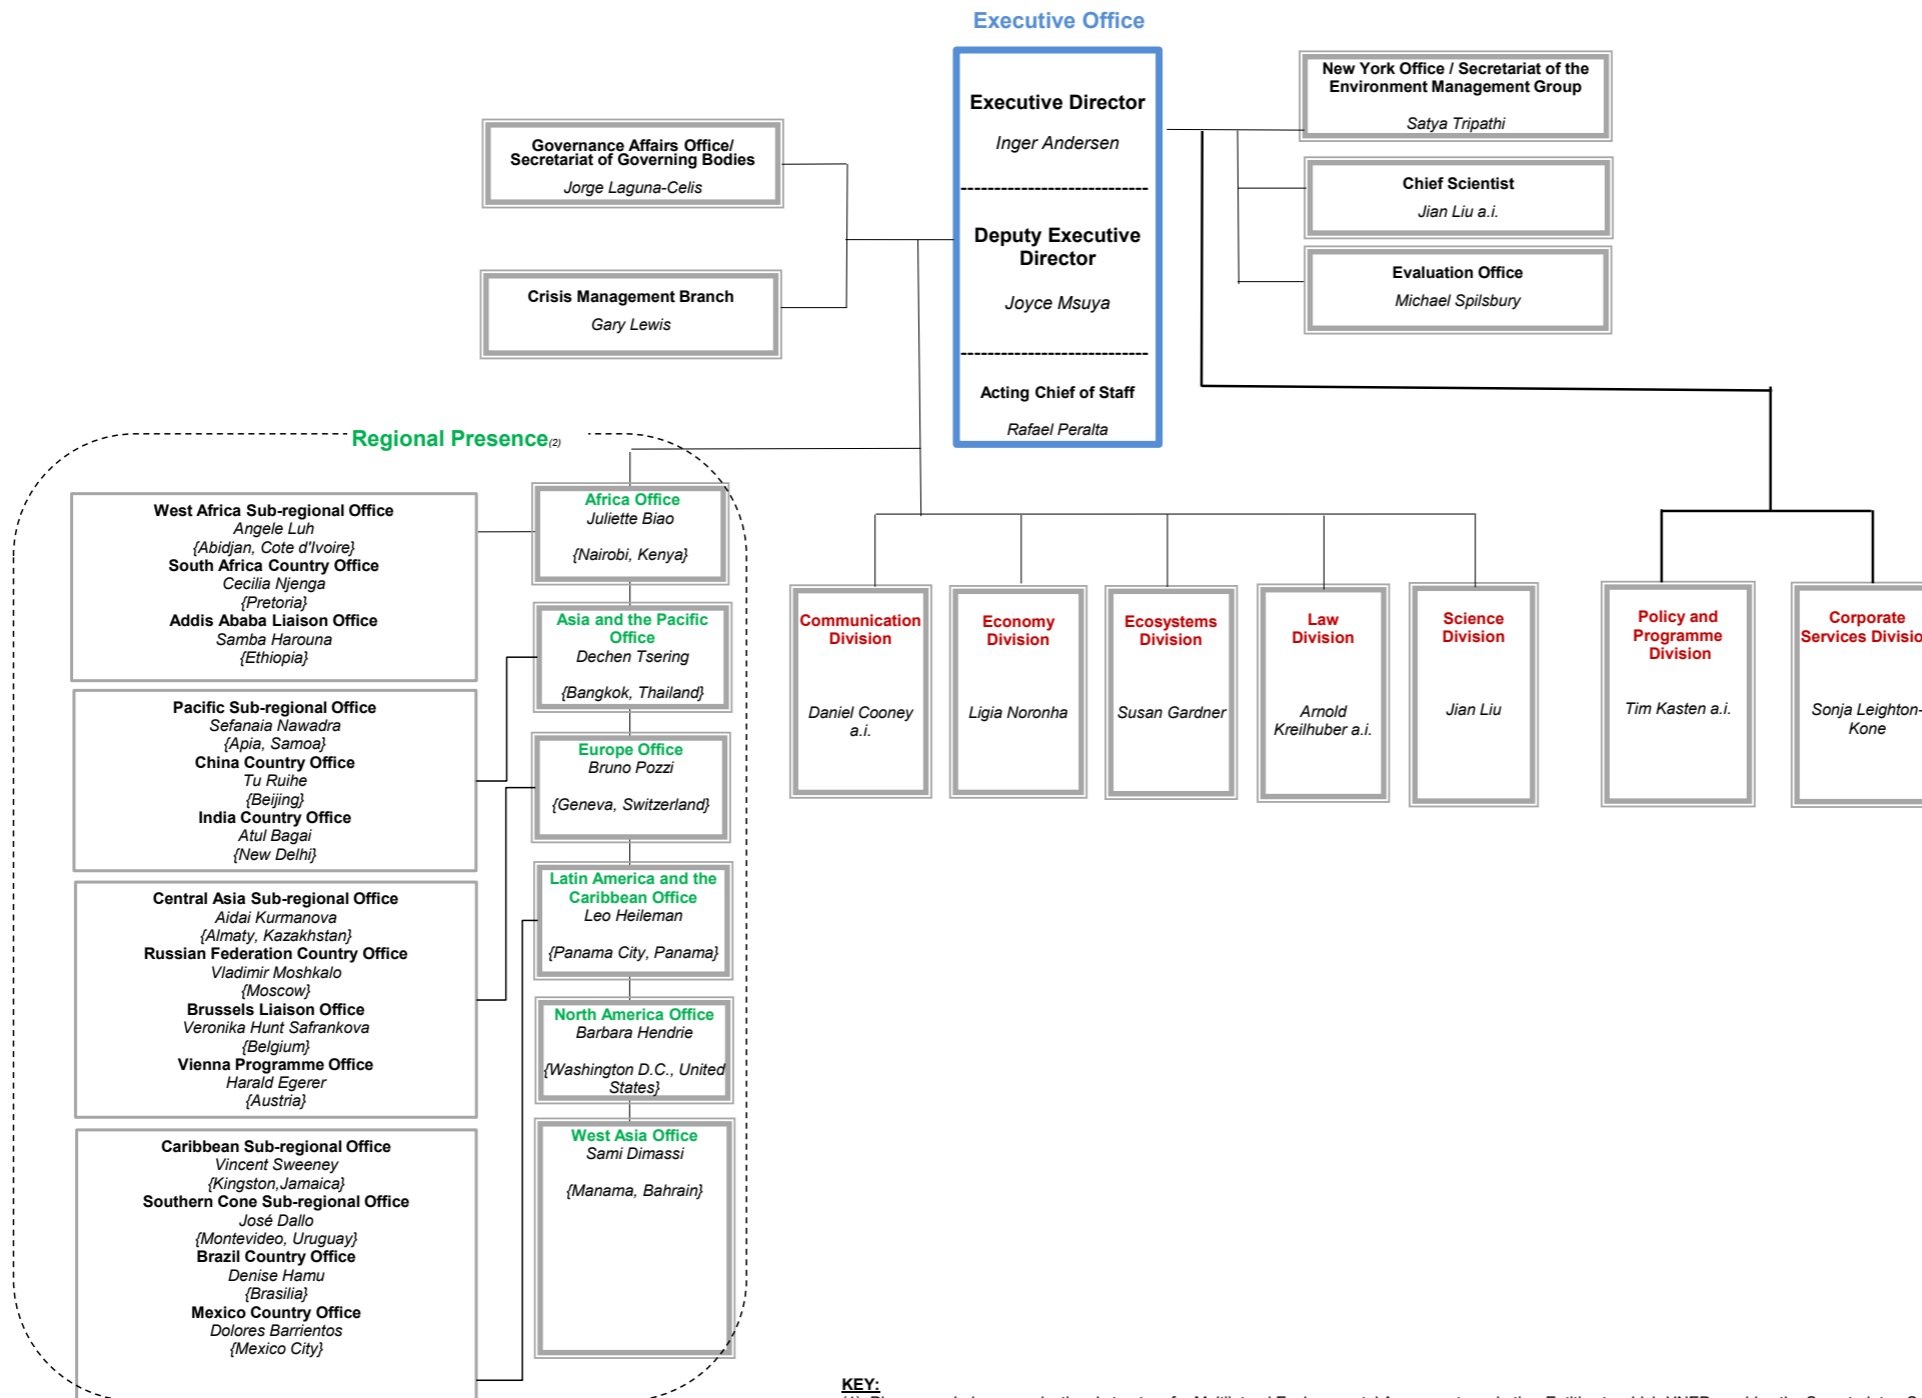 Executive Office
Executive Director
Inger Andersen
Deputy Executive
Director
Joyce Msuya
Acting Chief of Staff
Rafael Peralta
Governance Affairs Office/
Secretariat of Governing Bodies
Jorge Laguna-Celis
Crisis Management Branch
Gary Lewis
New York Office / Secretariat of the
Environment Management Group
Satya Tripathi
Chief Scientist
Jian Liu a.i.
Evaluation Office
Michael Spilsbury
Regional Presence(2)
West Africa Sub-regional Office
Angele Luh
{Abidjan, Cote d'Ivoire}
South Africa Country Office
Cecilia Njenga
{Pretoria}
Addis Ababa Liaison Office
Samba Harouna
{Ethiopia}
Pacific Sub-regional Office
Sefanaia Nawadra
{Apia, Samoa}
China Country Office
Tu Ruihe
{Beijing}
India Country Office
Atul Bagai
{New Delhi}
Central Asia Sub-regional Office
Aidai Kurmanova
{Almaty, Kazakhstan}
Russian Federation Country Office
Vladimir Moshkalo
{Moscow}
Brussels Liaison Office
Veronika Hunt Safrankova
{Belgium}
Vienna Programme Office
Harald Egerer
{Austria}
Caribbean Sub-regional Office
Vincent Sweeney
{Kingston,Jamaica}
Southern Cone Sub-regional Office
José Dallo
{Montevideo, Uruguay}
Brazil Country Office
Denise Hamu
{Brasilia}
Mexico Country Office
Dolores Barrientos
{Mexico City}
Africa Office
Juliette Biao
{Nairobi, Kenya}
Asia and the Pacific
Office
Dechen Tsering
{Bangkok, Thailand}
Europe Office
Bruno Pozzi
{Geneva, Switzerland}
Latin America and the
Caribbean Office
Leo Heileman
{Panama City, Panama}
North America Office
Barbara Hendrie
{Washington D.C., United
States}
West Asia Office
Sami Dimassi
{Manama, Bahrain}
Communication
Division
Daniel Cooney
a.i.
Economy
Division
Ligia Noronha
Ecosystems
Division
Susan Gardner
Law
Division
Arnold
Kreilhuber a.i.
Science
Division
Jian Liu
Policy and
Programme
Division
Tim Kasten a.i.
Corporate
Services Divisio
Sonja Leighton-
Kone
KEY: